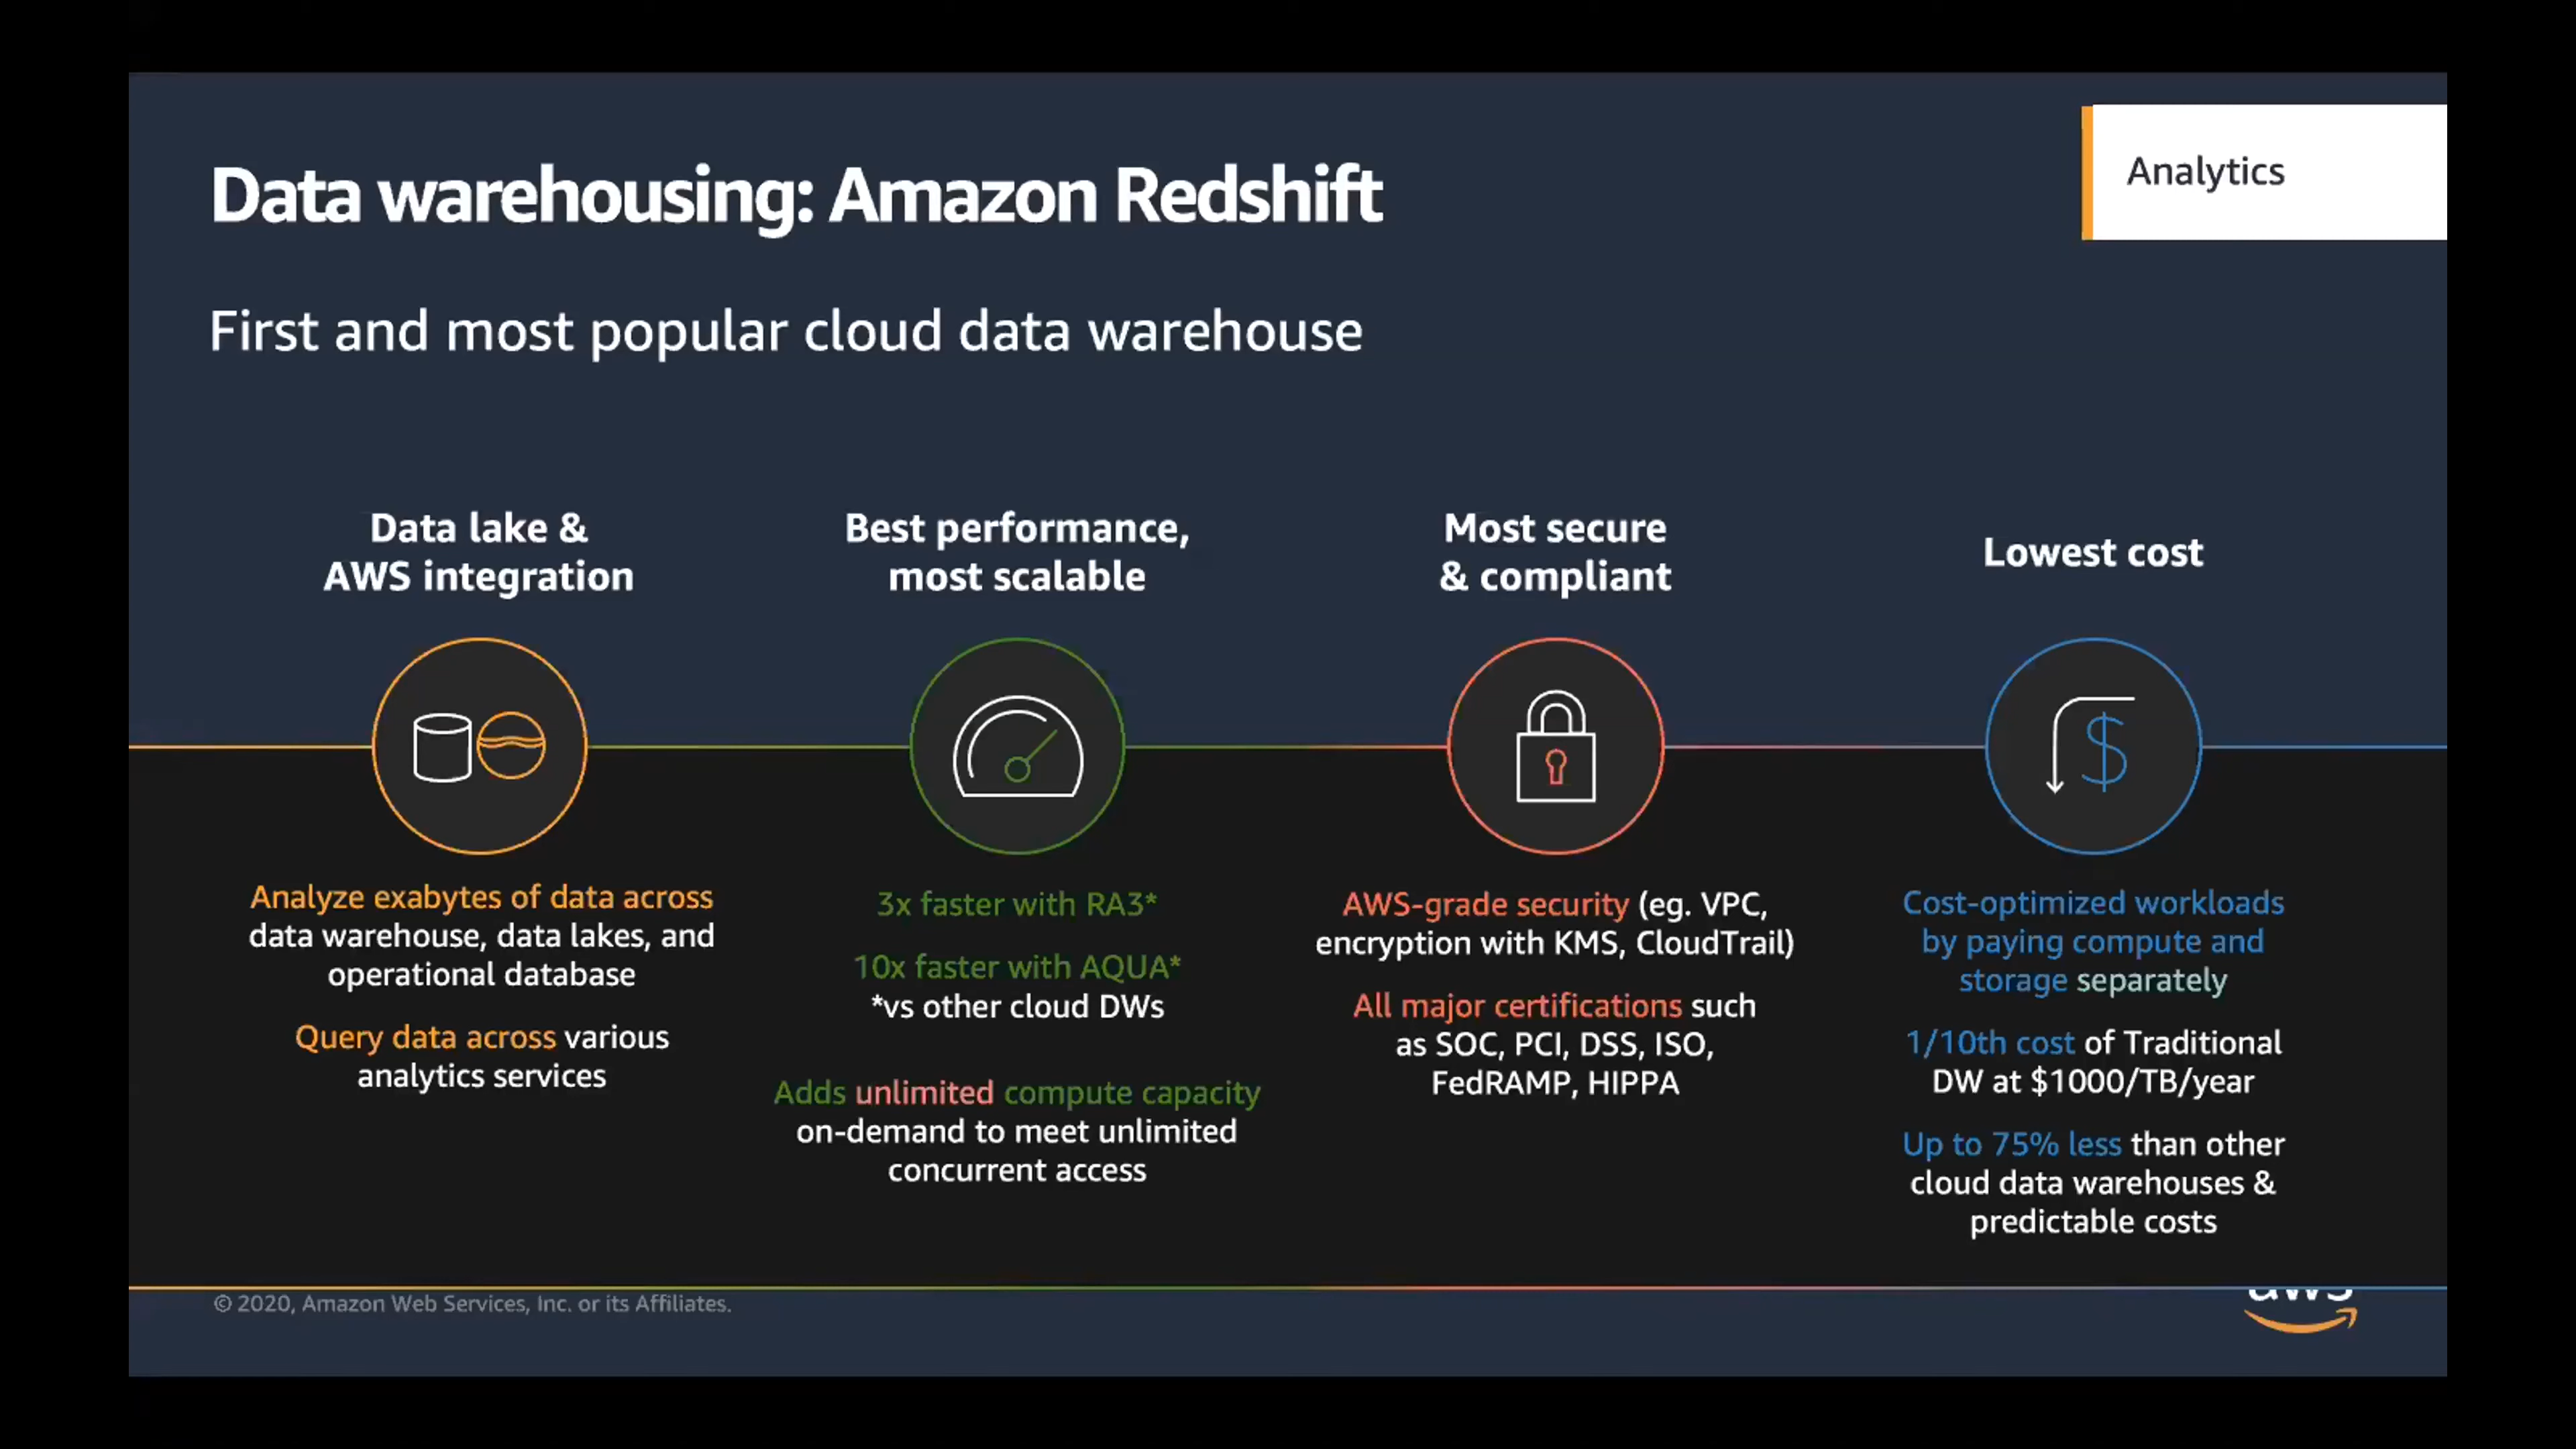 Analytics
Data warehousing: Amazon Redshift
First and most popular cloud data warehouse
Data lake &
AWS integration
Analyze exabytes of data across
data warehouse, data lakes, and
operational database
Query data across various
analytics services
Best performance,
most scalable
3x faster with RA3*
10x faster with AQUA*
*vs other cloud DWs
Adds unlimited compute capacity
on-demand to meet unlimited
concurrent access
Most secure
& compliant
AWS-grade security (eg. VPC,
encryption with KMS, CloudTrail)
All major certifications such
as SOC, PCI, DSS, ISO,
FedRAMP, HIPPA
Lowest cost
$
Cost-optimized workloads
by paying compute and
storage separately
1/10th cost of Traditional
DW at $1000/TB/year
Up to 75% less than other
cloud data warehouses &
predictable costs
© 2020, Amazon Web Services, Inc. or its Affiliates.
aws